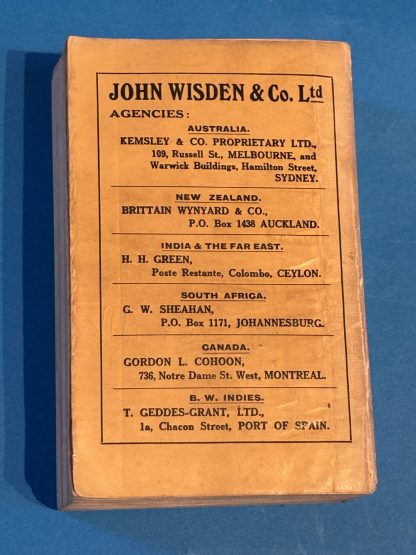 JOHN WISDEN & Co. Ltd
AGENCIES:
AUSTRALIA.
KEMSLEY & CO. PROPRIETARY LTD.,
109, Russell St., MELBOURNE, and
Warwick Buildings, Hamilton Street,
SYDNEY.
NEW ZEALAND.
BRITTAIN WYNYARD & CO.,
P.O. Box 1438 AUCKLAND.
INDIA & THE FAR EAST.
H. H. GREEN,
Poste Restante, Colombo, CEYLON.
SOUTH AFRICA.
G. W. SHEAHAN,
P.O. Box 1171, JOHANNESBURG.
CANADA.
GORDON L. COHOON,
736, Notre Dame St. West, MONTREAL.
B. W. INDIES.
T. GEDDES-GRANT, LTD.,
1a, Chacon Street, PORT OF SPAIN.